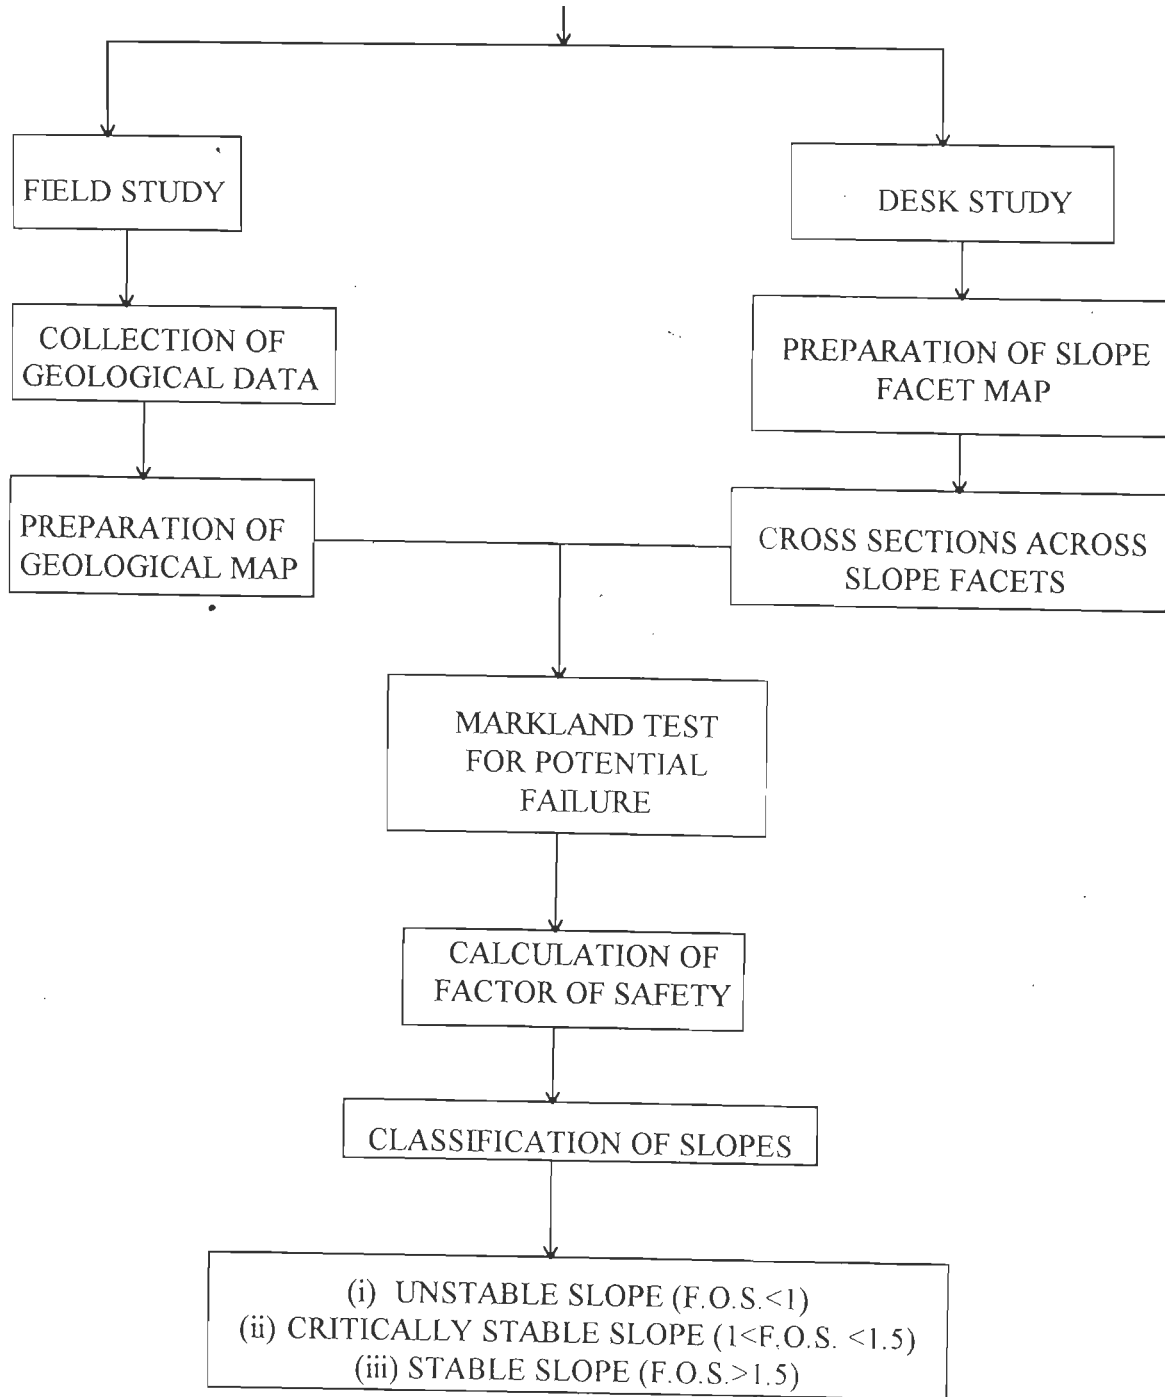 FIELD STUDY
DESK STUDY
COLLECTION OF
GEOLOGICAL DATA
PREPARATION OF SLOPE
FACET MAP
PREPARATION OF
GEOLOGICAL MAP
CROSS SECTIONS ACROSS
SLOPE FACETS
MARKLAND TEST
FOR POTENTIAL
FAILURE
CALCULATION OF
FACTOR OF SAFETY
CLASSIFICATION OF SLOPES
(i) UNSTABLE SLOPE (F.O.S.<1)
(ii) CRITICALLY STABLE SLOPE (1<F.O.S. <1.5)
(iii) STABLE SLOPE (F.O.S.>1.5)